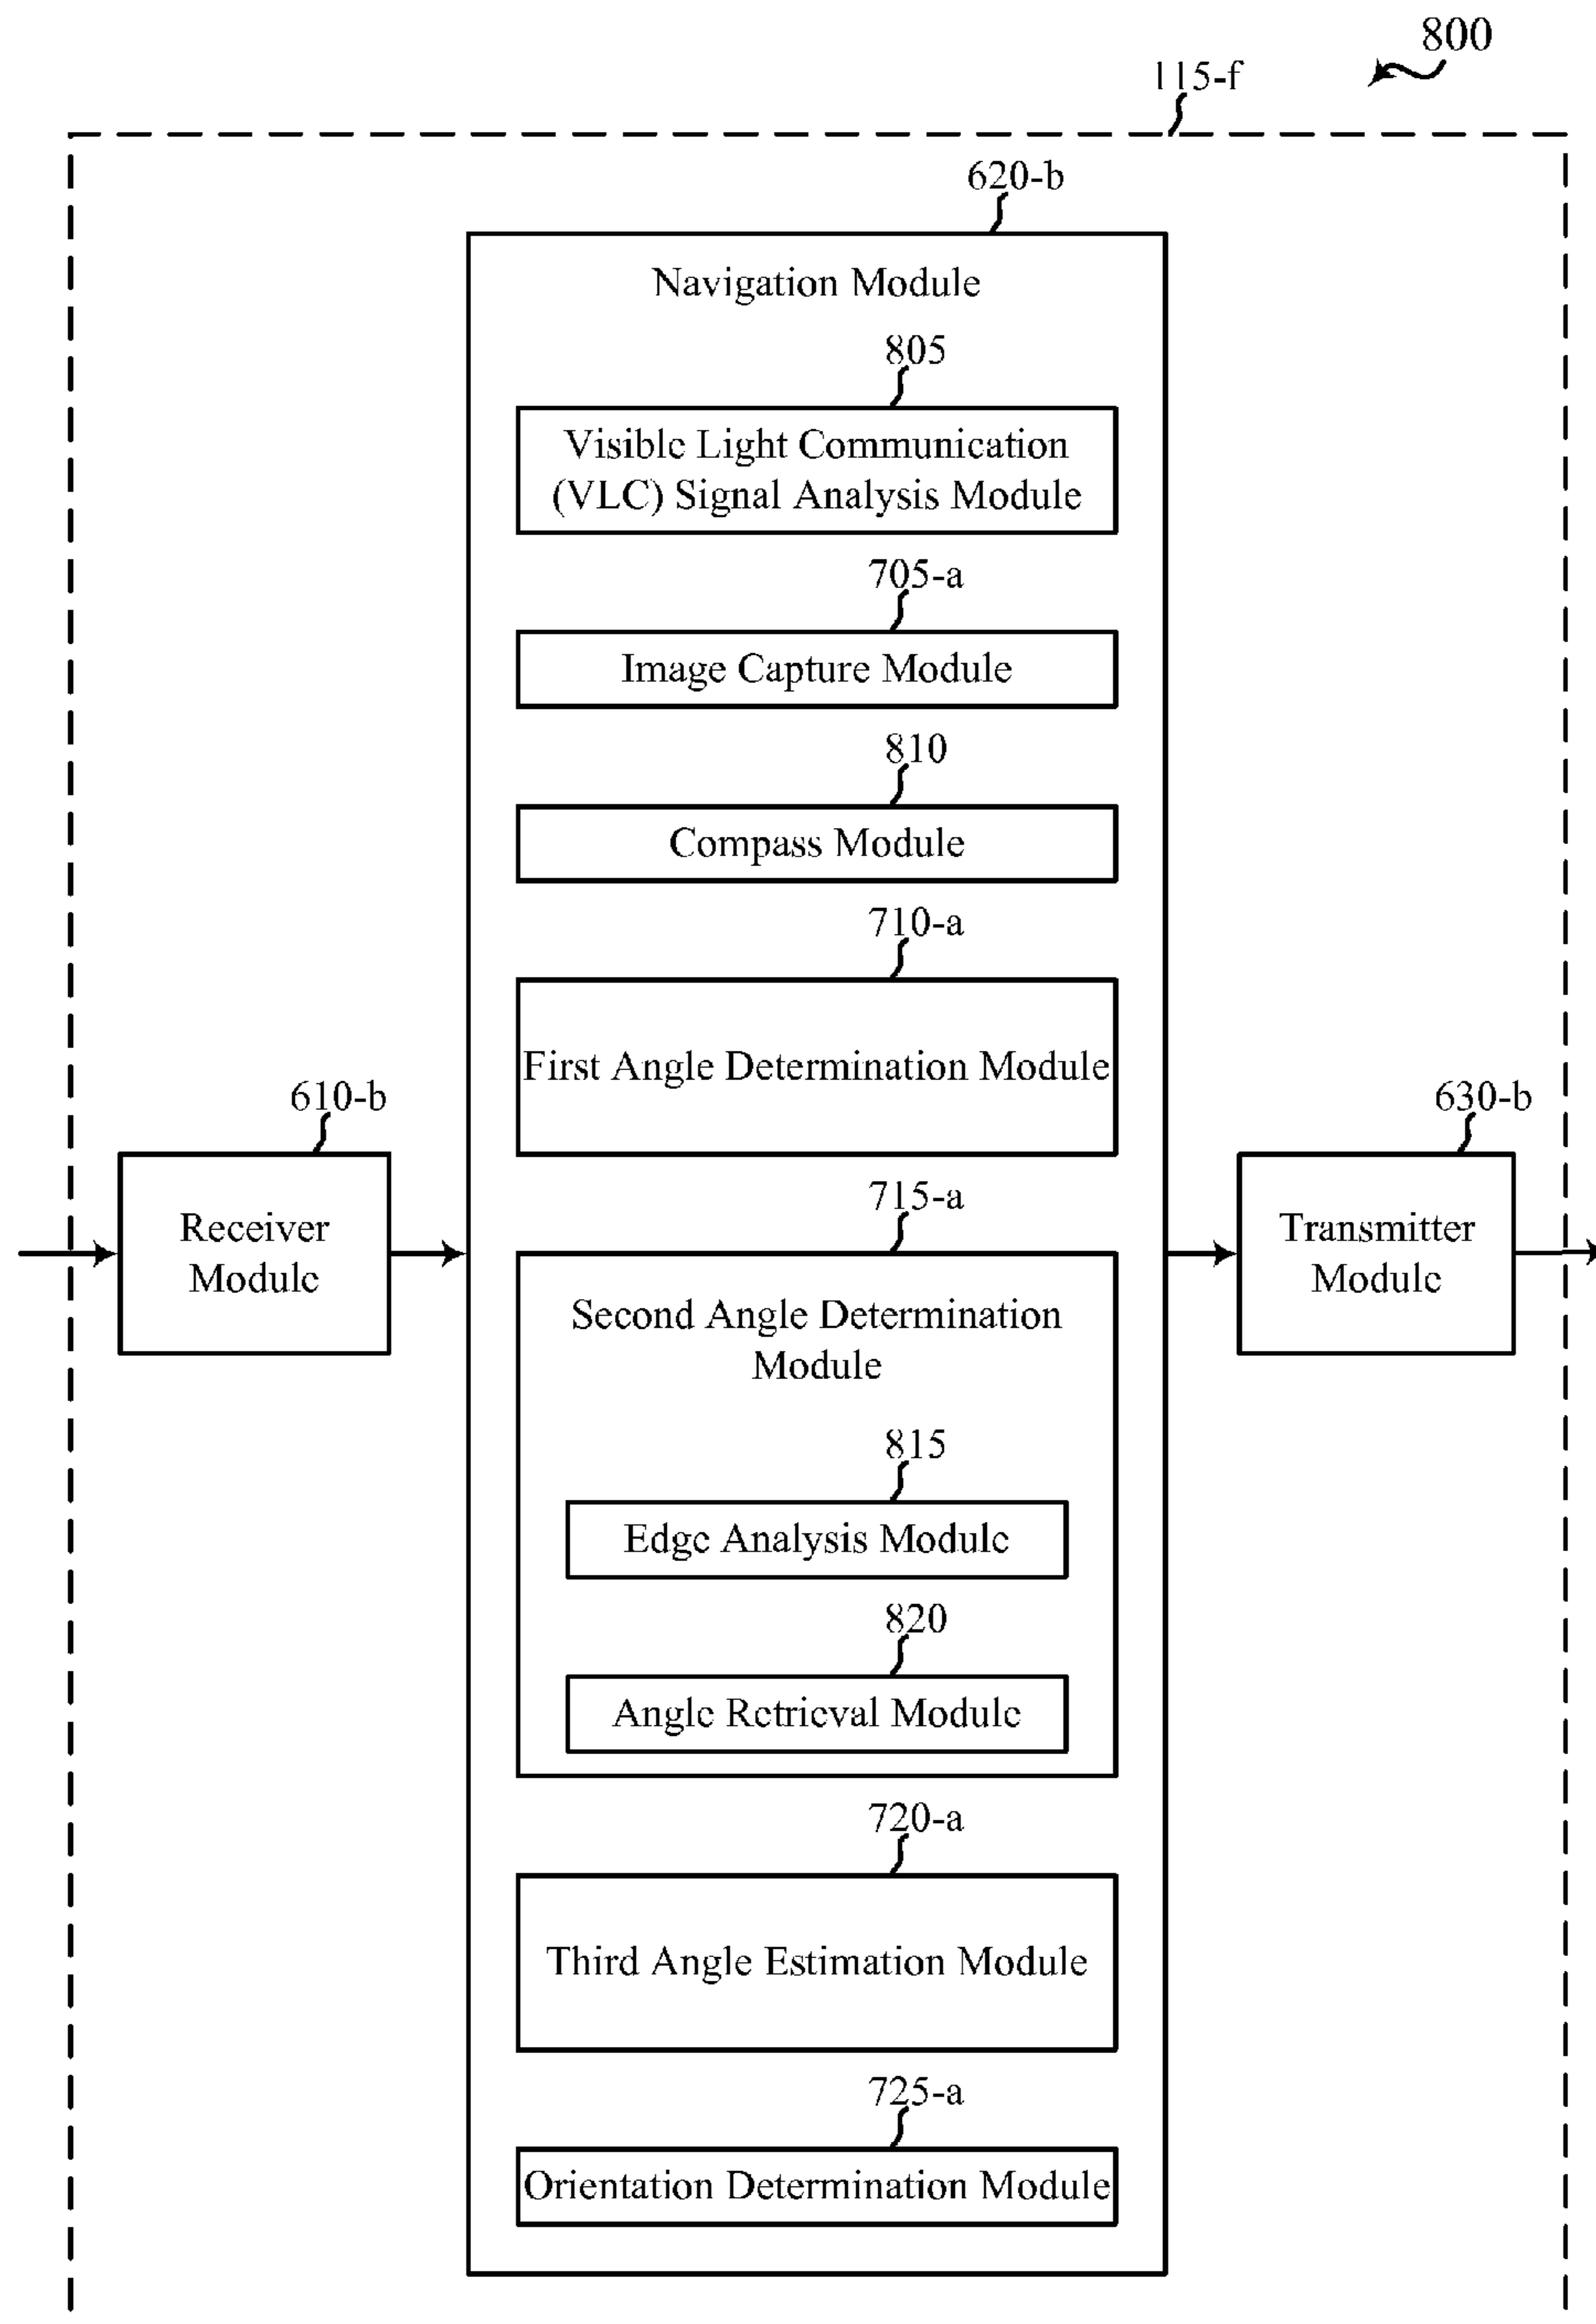 800
115-f
620-b
Navigation Module
805
Visible Light Communication
(VLC) Signal Analysis Module
705-a
Image Capture Module
810
Compass Module
710-a
First Angle Determination Module
610-b
Receiver
Module
630-b
Transmitter
Module
715-a
Second Angle Determination
Module
815
Edge Analysis Module
820
Angle Retrieval Module
720-a
Third Angle Estimation Module
725-a
Orientation Determination Module